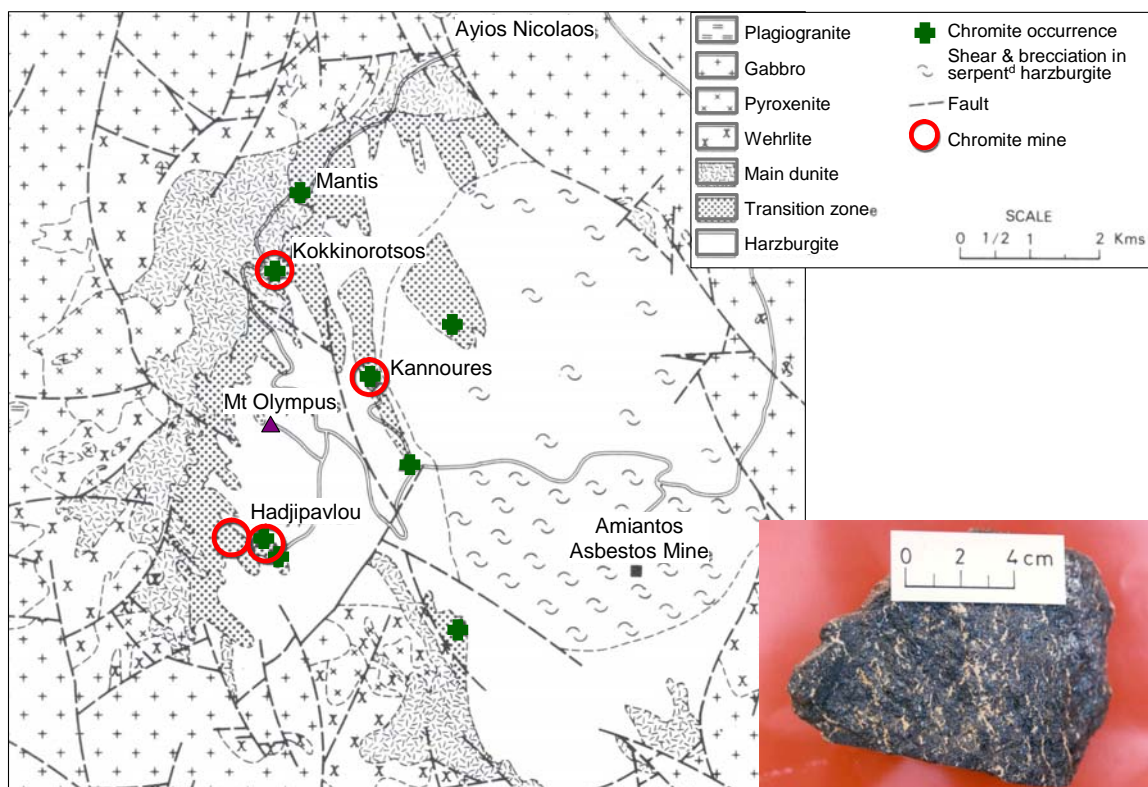 Ayios Nicolaos
Mantis
Kokkinorotsos
Kannoures
Mt Olympus
Hadjipavlou
Amiantos
Asbestos Mine
Plagiogranite
Gabbro
Pyroxenite
Wehrlite
Main dunite
Transition zonee
Harzburgite
Chromite occurrence
Shear & brecciation in
serpentᵈ harzburgite
Fault
Chromite mine
SCALE
0 1/2 1 2 Kms
0 2 4 cm